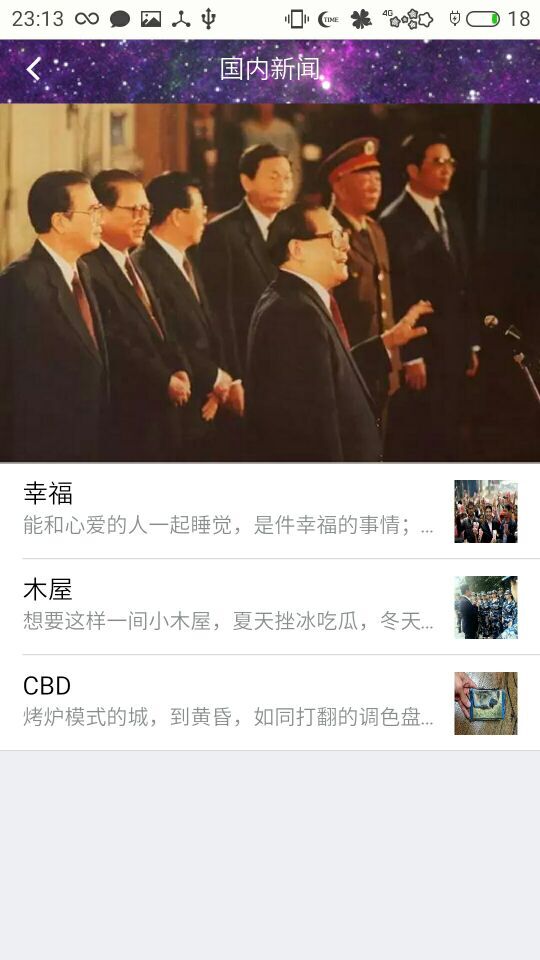 23:13
TIME
4G
18
国内新闻
幸福
能和心爱的人一起睡觉，是件幸福的事情；...
木屋
想要这样一间小木屋，夏天挫冰吃瓜，冬天...
CBD
烤炉模式的城，到黄昏，如同打翻的调色盘...